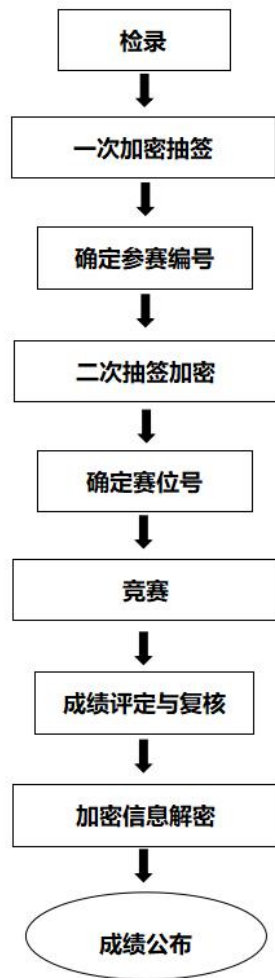 检录
一次加密抽签
确定参赛编号
二次抽签加密
确定赛位号
竞赛
成绩评定与复核
加密信息解密
成绩公布